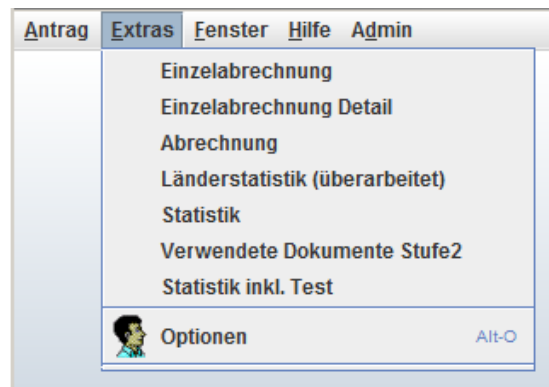 Antrag Extras Fenster Hilfe Admin
Einzelabrechnung
Einzelabrechnung Detail
Abrechnung
Länderstatistik (überarbeitet)
Statistik
Verwendete Dokumente Stufe2
Statistik inkl. Test
Optionen Alt-O